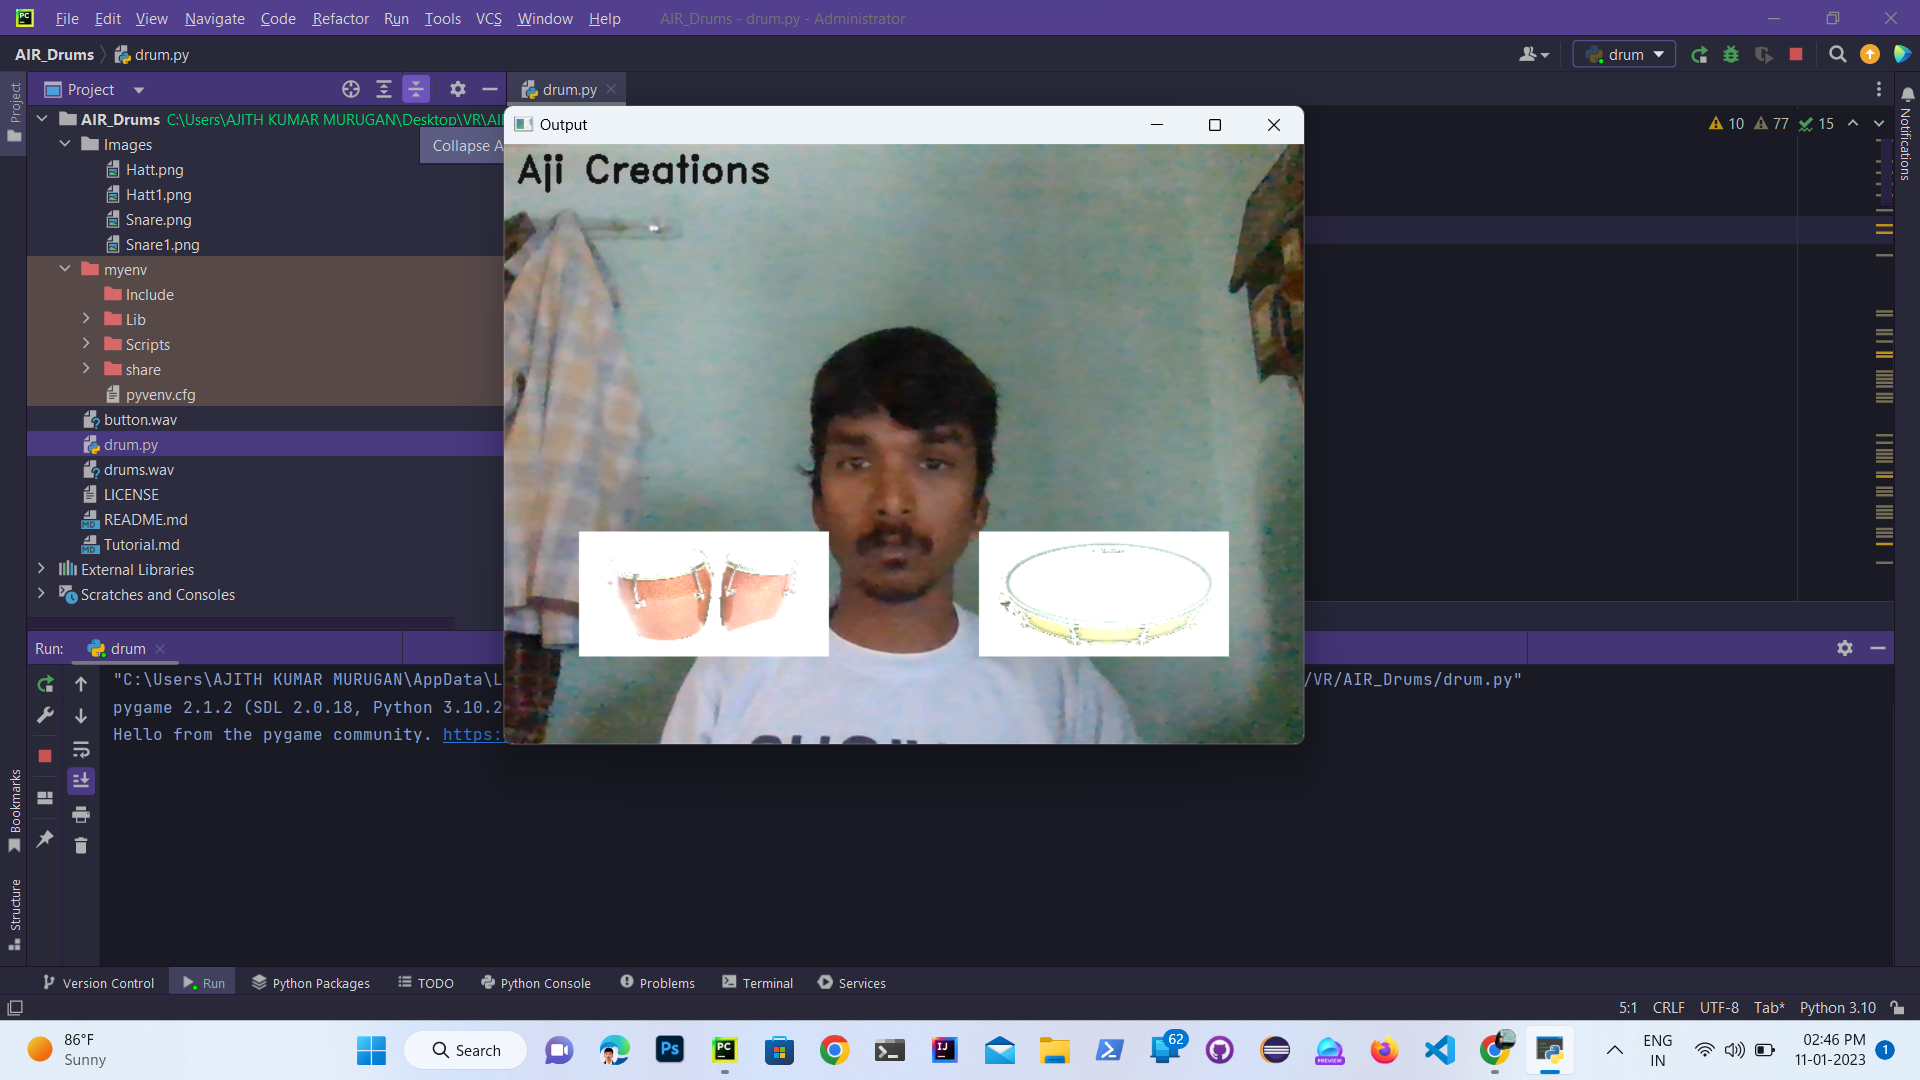 File Edit View Navigate Code Refactor Run Tools VCS Window Help AIR_Drums - drum.py - Administrator
AIR_Drums drum.py
drum
Project
drum.py
AIR_Drums C:\Users\AJITH KUMAR MURUGAN\Desktop\VR\AI
Collapse A
10 77 15
Images
Hatt.png
Hatt1.png
Snare.png
Snare1.png
myenv
Include
Lib
Scripts
share
pyvenv.cfg
button.wav
drum.py
drums.wav
LICENSE
README.md
Tutorial.md
External Libraries
Scratches and Consoles
Project
Notifications
Output
Aji Creations
Run: drum
"C:\Users\AJITH KUMAR MURUGAN\AppData\L
/VR/AIR_Drums/drum.py"
pygame 2.1.2 (SDL 2.0.18, Python 3.10.2
Hello from the pygame community. https:
Bookmarks
Structure
Version Control Run Python Packages TODO Python Console Problems Terminal Services
5:1 CRLF UTF-8 Tab* Python 3.10
86°F
Sunny
Search
Ps
PC
IJ
62
PREVIEW
ENG
IN
02:46 PM
11-01-2023
1